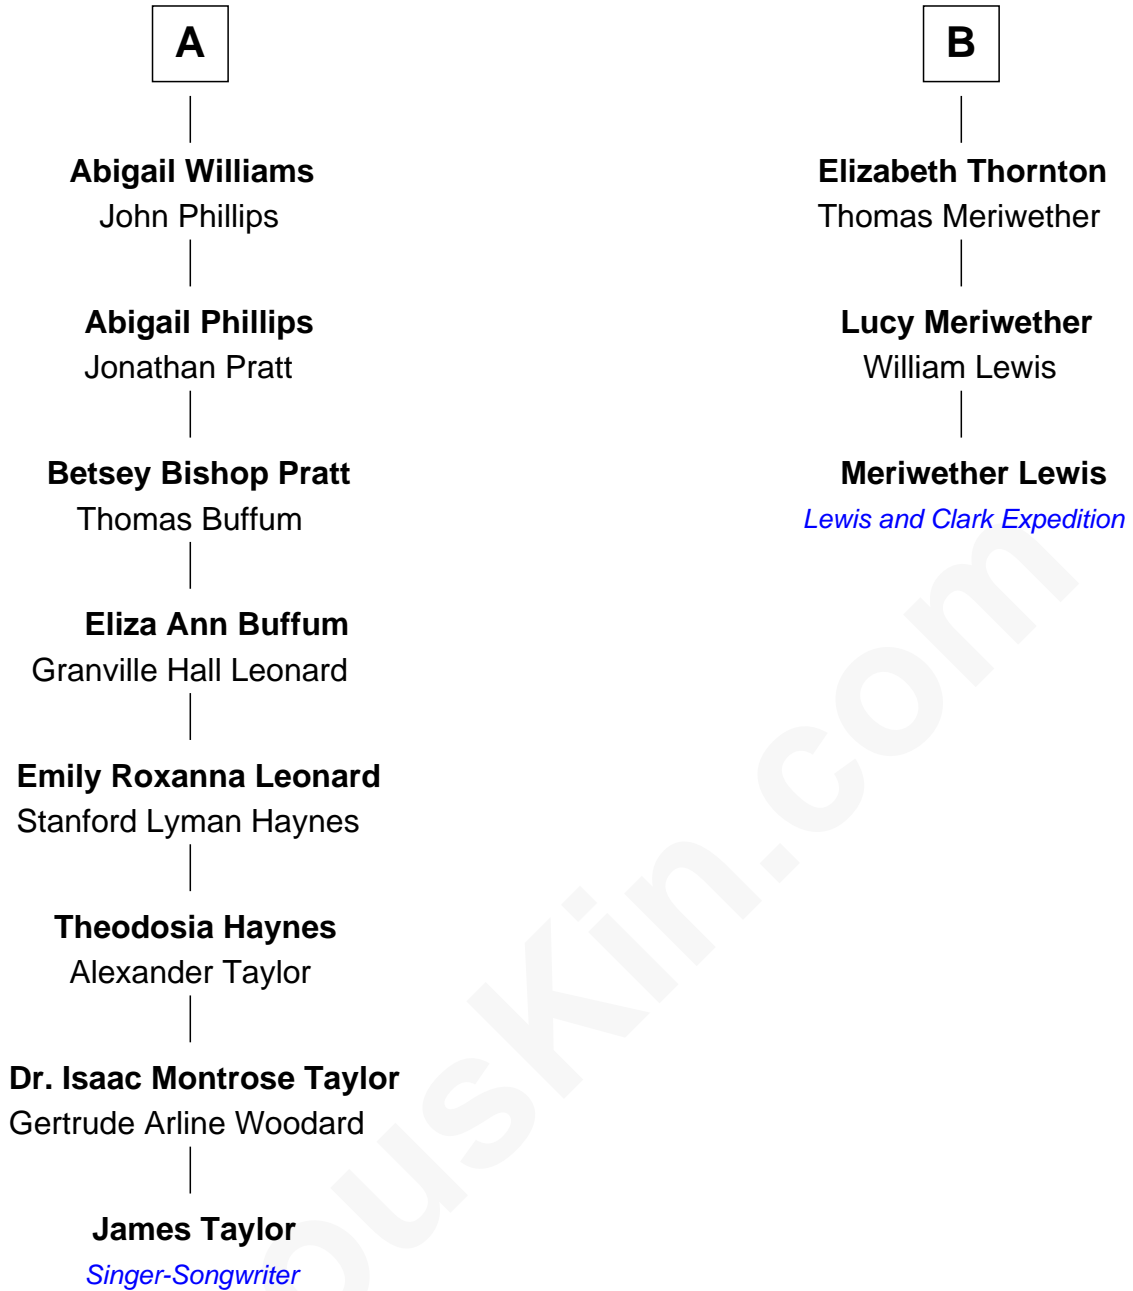 A
Abigail Williams
John Phillips
Abigail Phillips
Jonathan Pratt
Betsey Bishop Pratt
Thomas Buffum
Eliza Ann Buffum
Granville Hall Leonard
Emily Roxanna Leonard
Stanford Lyman Haynes
Theodosia Haynes
Alexander Taylor
Dr. Isaac Montrose Taylor
Gertrude Arline Woodard
James Taylor
Singer-Songwriter
B
Elizabeth Thornton
Thomas Meriwether
Lucy Meriwether
William Lewis
Meriwether Lewis
Lewis and Clark Expedition
ousKin.com